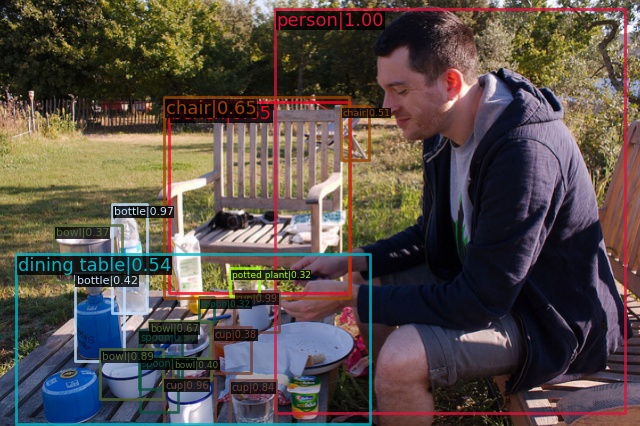 person|1.00
chair|0.65
chair|0.51
bottle|0.97
bowl|0.37
dining table|0.54
potted plant|0.32
bottle|0.42
cup|0.99
bowl|0.67
cup|0.38
bowl|0.89
bowl|0.40
cup|0.96
cup|0.84